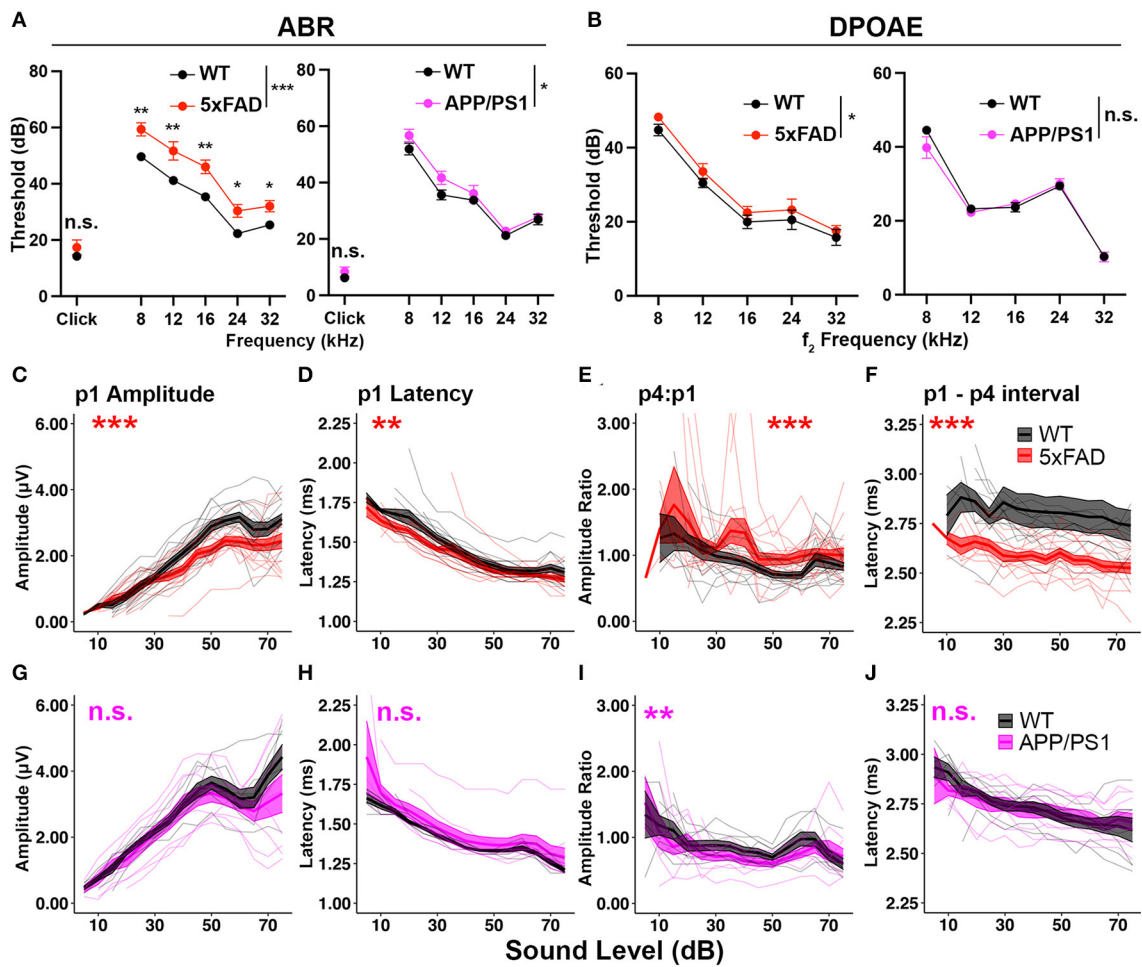 A
ABR
B
DPOAE
80
60
40
20
0
Threshold (dB)
WT
5xFAD
***
**
**
**
*
*
n.s.
Click
8
12
16
24
32
80
60
40
20
0
WT
APP/PS1
*
n.s.
Click
8
12
16
24
32
Frequency (kHz)
80
60
40
20
0
Threshold (dB)
WT
5xFAD
*
8
12
16
24
32
80
60
40
20
0
WT
APP/PS1
n.s.
8
12
16
24
32
f2 Frequency (kHz)
C
p1 Amplitude
***
6.00
4.00
2.00
0.00
Amplitude (µV)
10
30
50
70
D
p1 Latency
**
2.25
2.00
1.75
1.50
1.25
1.00
Latency (ms)
10
30
50
70
E
p4:p1
***
3.00
2.00
1.00
0.00
Amplitude Ratio
10
30
50
70
F
p1 - p4 interval
***
WT
5xFAD
3.25
3.00
2.75
2.50
2.25
Latency (ms)
10
30
50
70
G
n.s.
6.00
4.00
2.00
0.00
Amplitude (µV)
10
30
50
70
H
n.s.
2.25
2.00
1.75
1.50
1.25
1.00
Latency (ms)
10
30
50
70
I
**
3.00
2.00
1.00
0.00
Amplitude Ratio
10
30
50
70
J
n.s.
WT
APP/PS1
3.25
3.00
2.75
2.50
2.25
Latency (ms)
10
30
50
70
Sound Level (dB)